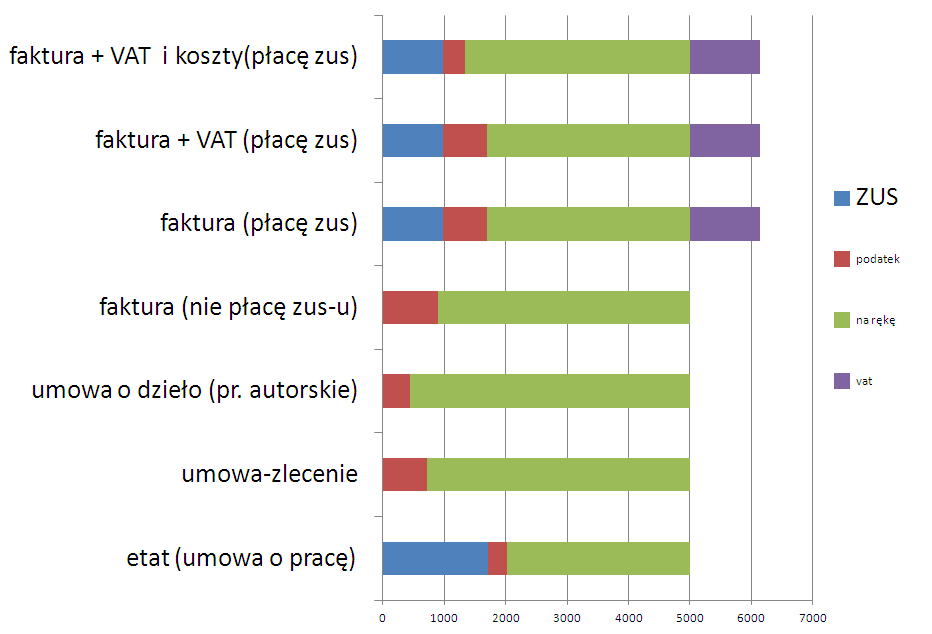 faktura + VAT  i koszty(płacę zus)
faktura + VAT (płacę zus)
faktura (płacę zus)
faktura (nie płacę zus-u)
umowa o dzieło (pr. autorskie)
umowa-zlecenie
etat (umowa o pracę)
0 1000 2000 3000 4000 5000 6000 7000
ZUS
podatek
na rękę
vat